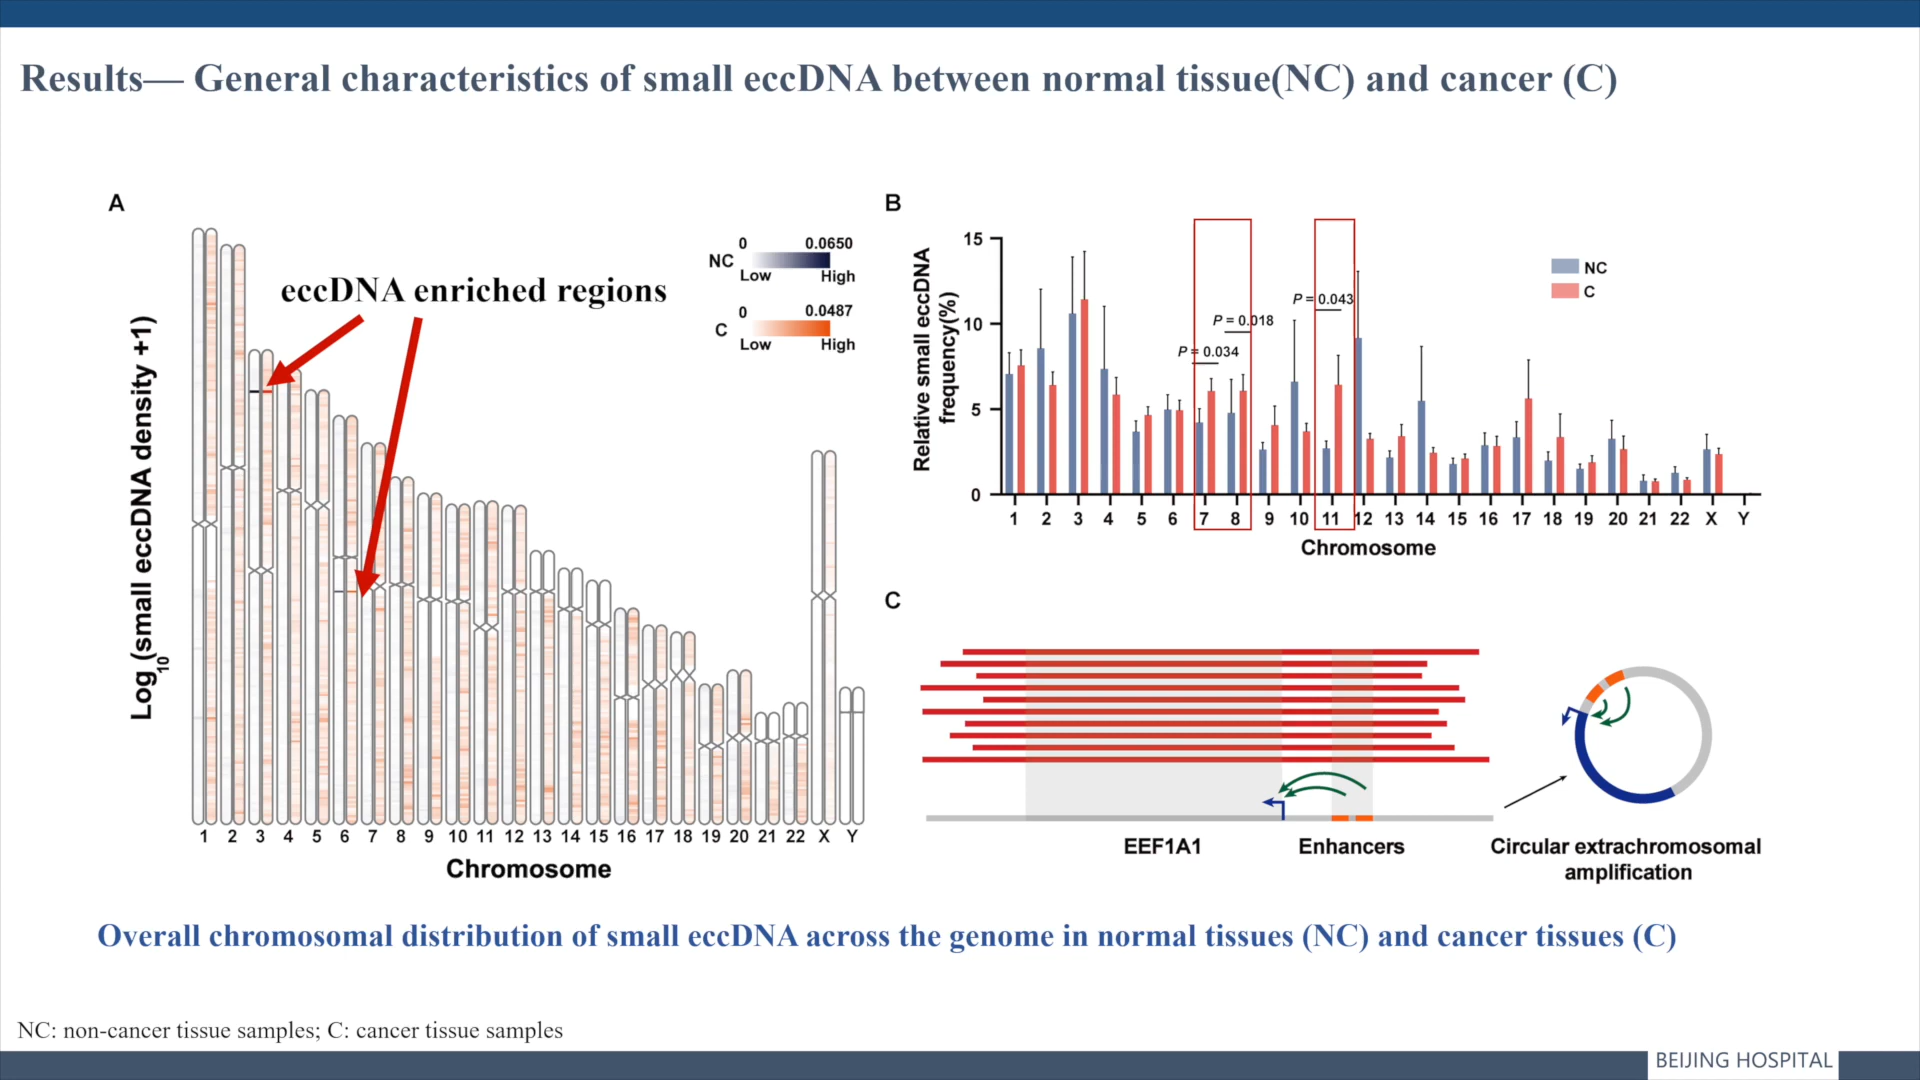 Results— General characteristics of small eccDNA between normal tissue(NC) and cancer (C)
A
eccDNA enriched regions
NC
0 0.0650
Low High
C
0 0.0487
Low High
Log10(small eccDNA density +1)
1 2 3 4 5 6 7 8 9 10 11 12 13 14 15 16 17 18 19 20 21 22 X Y
Chromosome
B
Relative small eccDNA
frequency(%)
15
10
5
0
P = 0.034
P = 0.018
P = 0.043
NC
C
1 2 3 4 5 6 7 8 9 10 11 12 13 14 15 16 17 18 19 20 21 22 X Y
Chromosome
C
EEF1A1
Enhancers
Circular extrachromosomal
amplification
Overall chromosomal distribution of small eccDNA across the genome in normal tissues (NC) and cancer tissues (C)
NC: non-cancer tissue samples; C: cancer tissue samples
BEIJING HOSPITAL